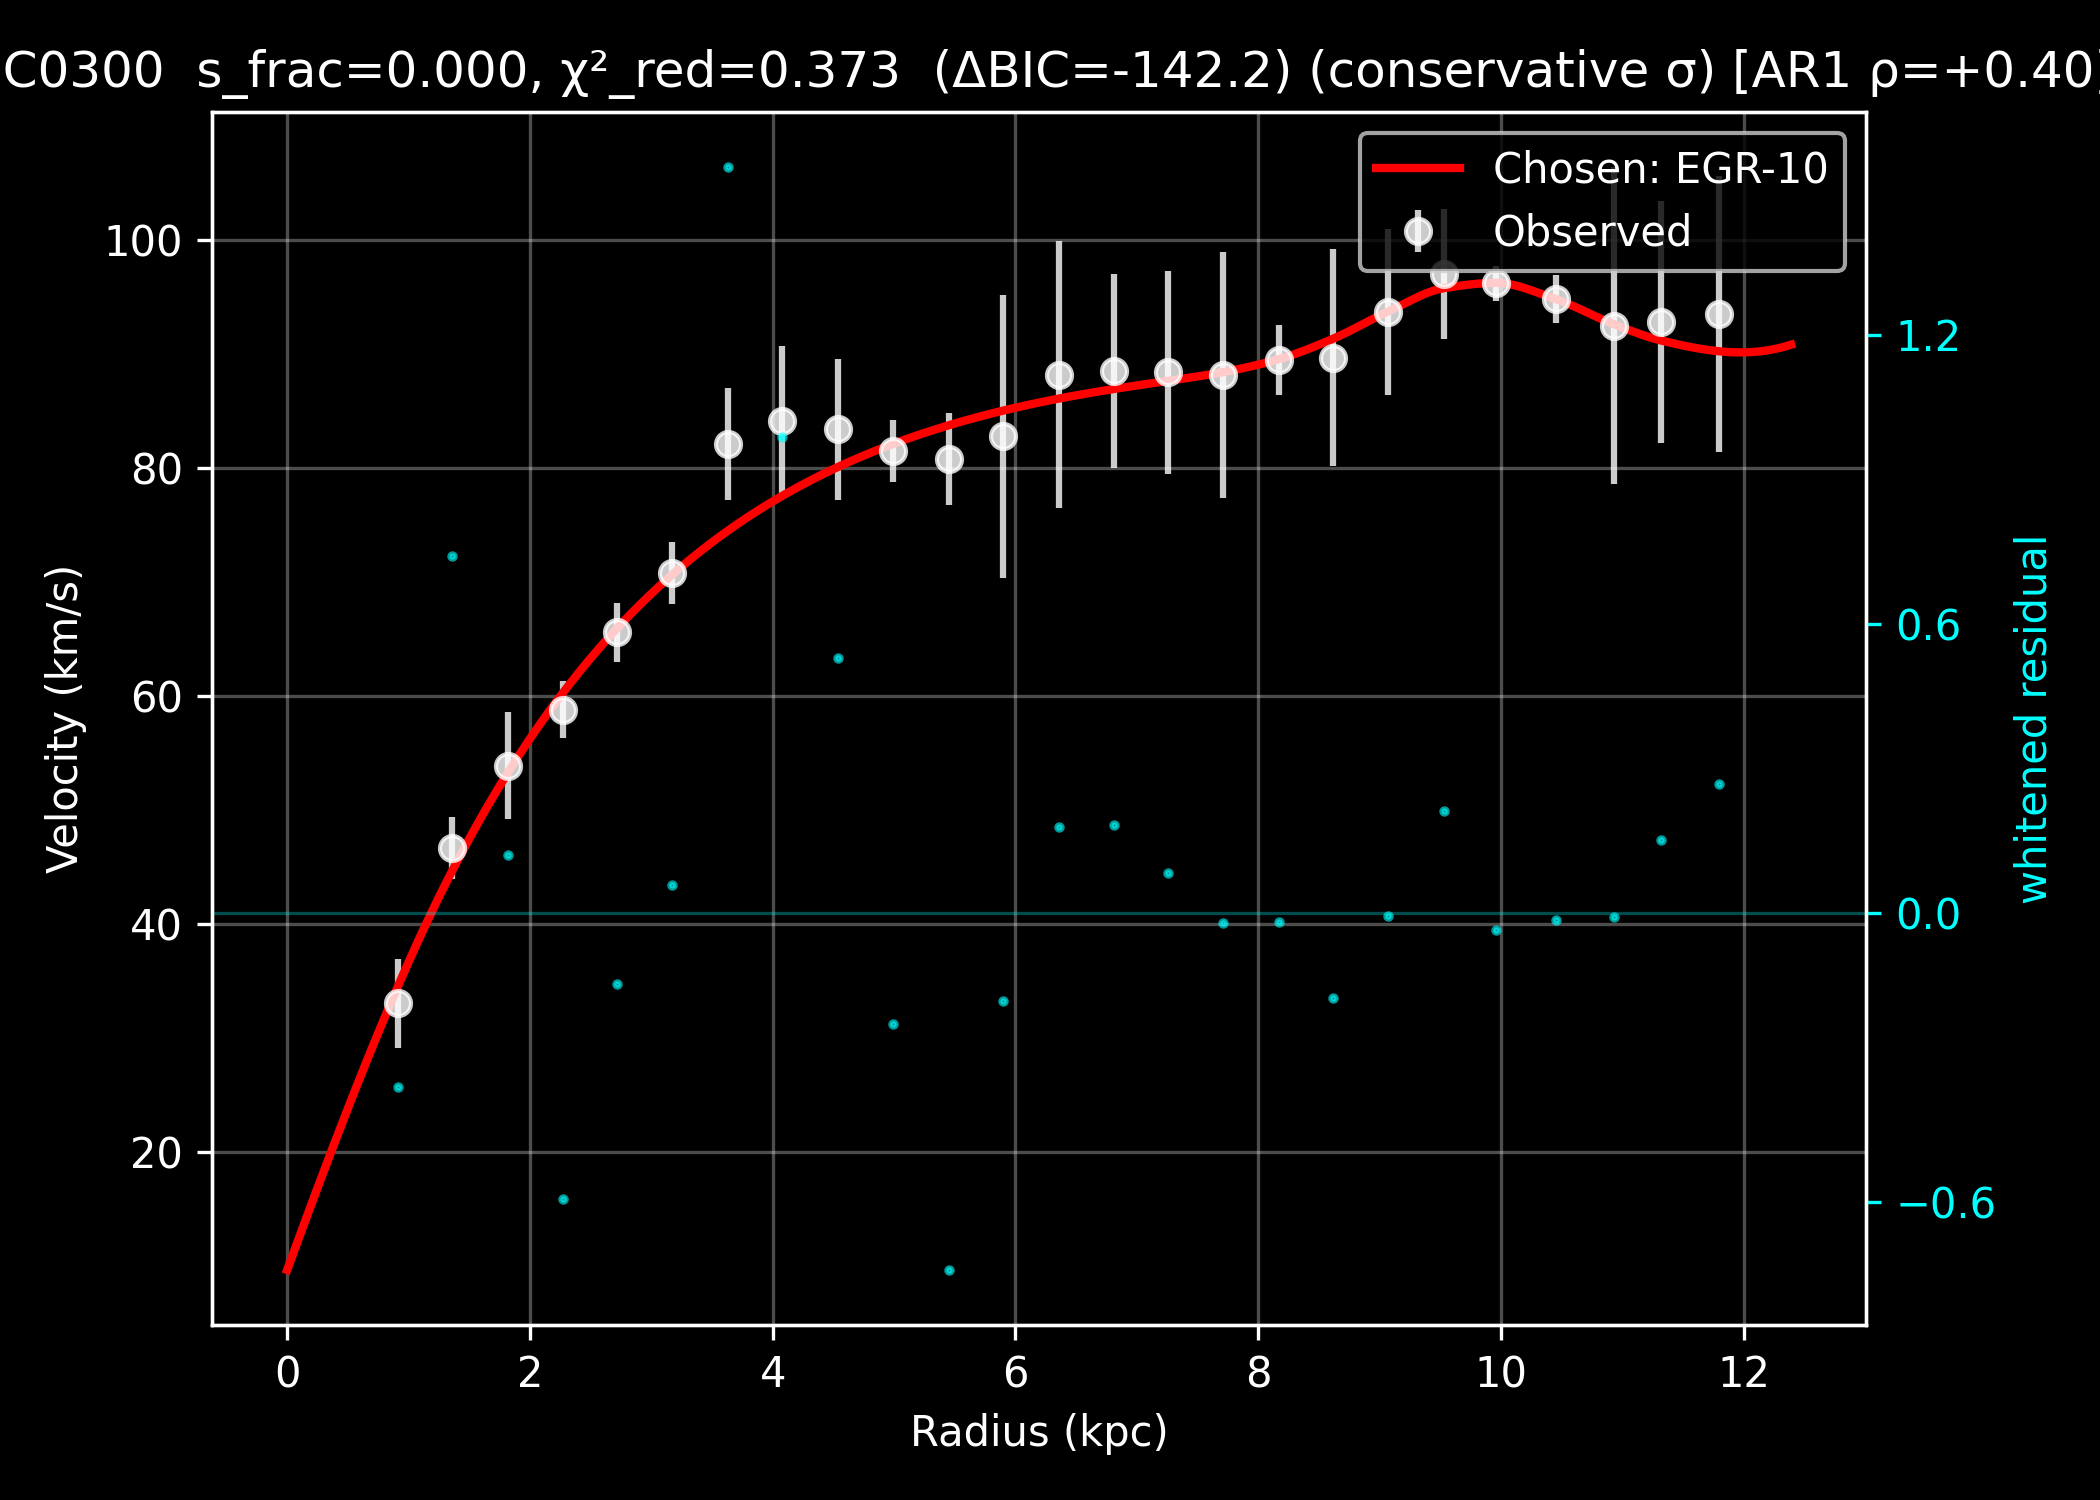 C0300 s_frac=0.000, χ²_red=0.373 (ΔBIC=-142.2) (conservative σ) [AR1 ρ=+0.40]
Chosen: EGR-10
Observed
100
80
60
40
20
Velocity (km/s)
1.2
0.6
0.0
−0.6
whitened residual
0
2
4
6
8
10
12
Radius (kpc)